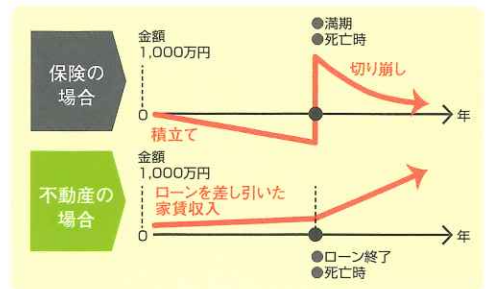 ●満期
●死亡時
金額
1,000万円
保険の
場合
切り崩し
0
年
積立て
金額
1,000万円
不動産の
場合
ローンを差し引いた
家賃収入
0
年
●ローン終了
●死亡時